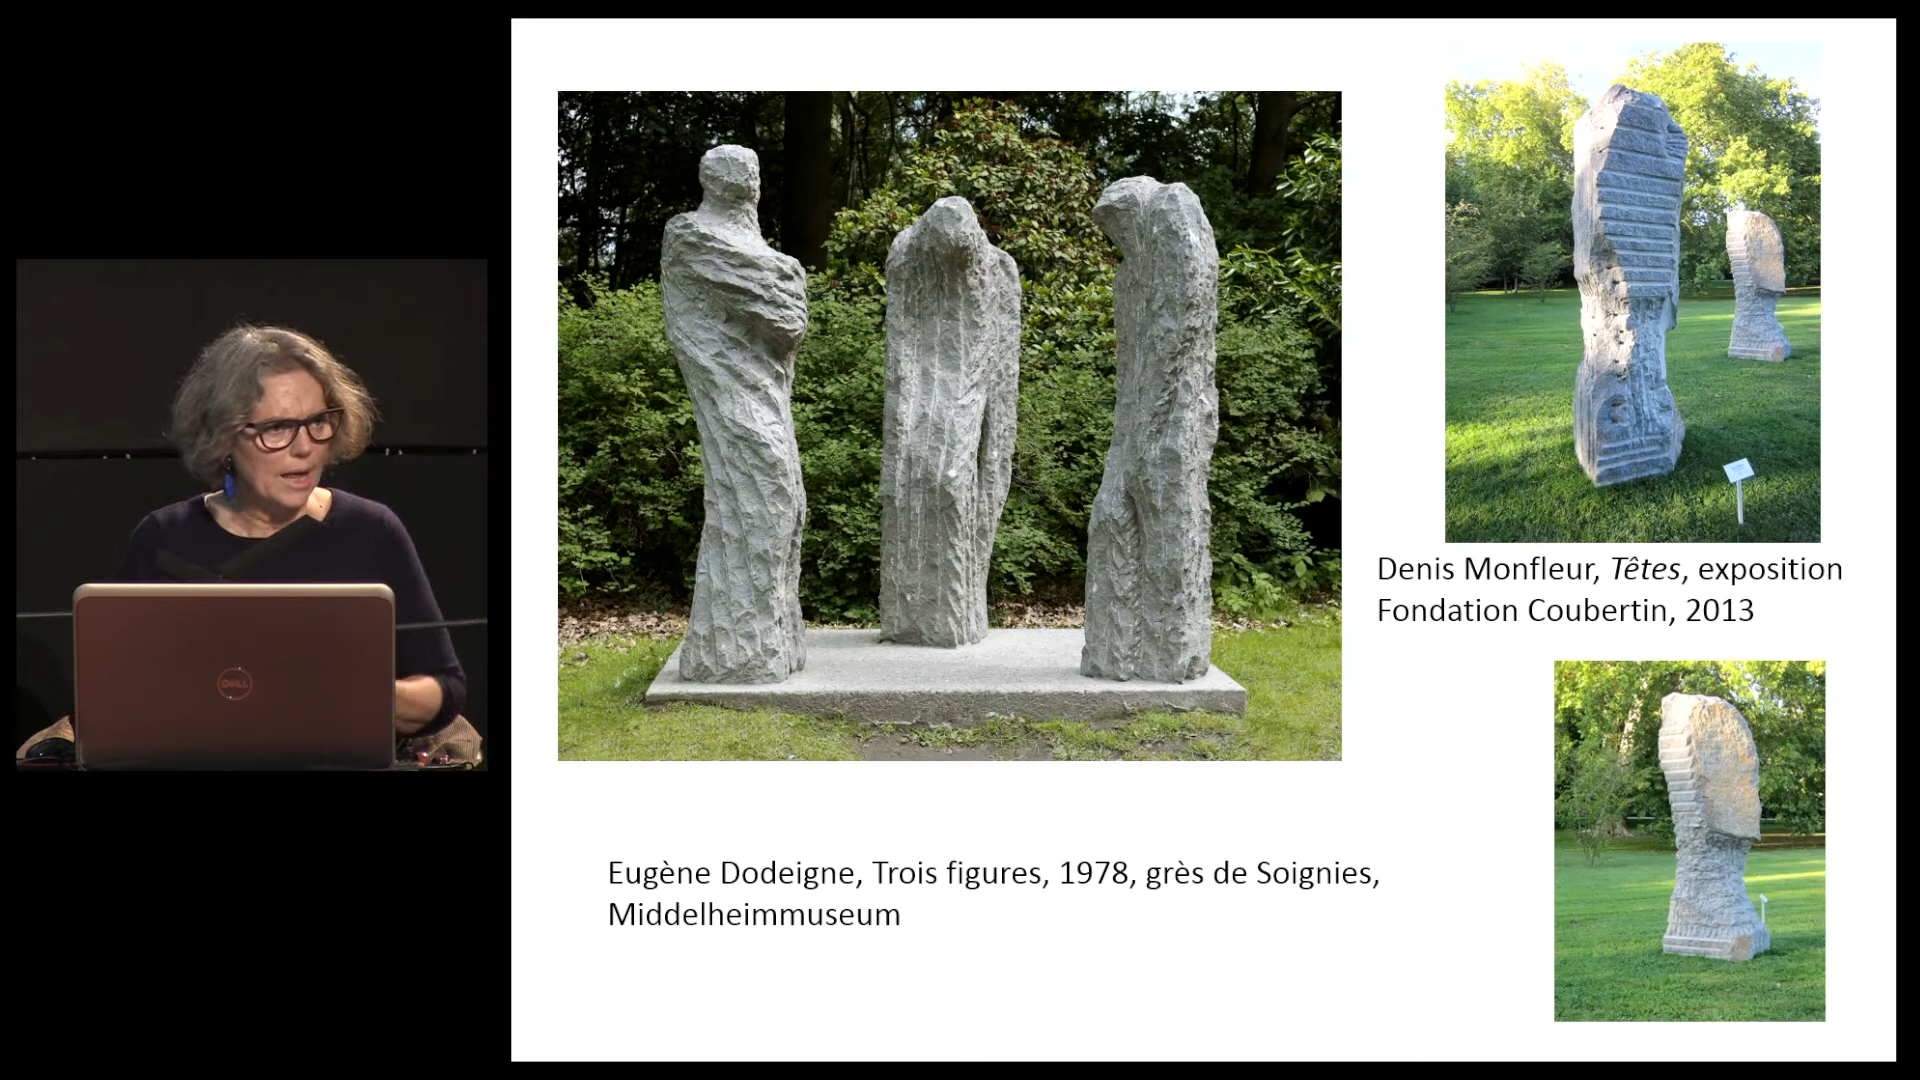 Denis Monfleur, Têtes, exposition
Fondation Coubertin, 2013
Eugène Dodeigne, Trois figures, 1978, grès de Soignies,
Middelheimmuseum
DELL